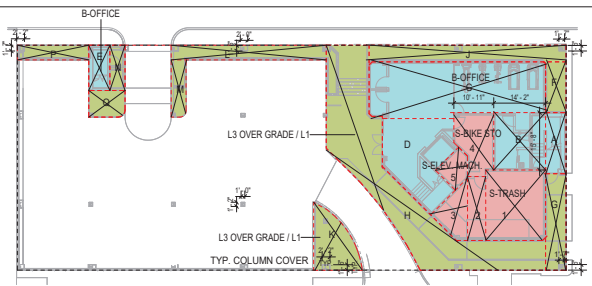 B-OFFICE
P
E
N
L
J
Q
M
B-OFFICE
C
F
10' - 11"
14' - 2"
L3 OVER GRADE / L1
S-BIKE STO
B
A
D
4
S-ELEV. MACH.
5
S-TRASH
H
3
2
1
G
K
L3 OVER GRADE / L1
TYP. COLUMN COVER